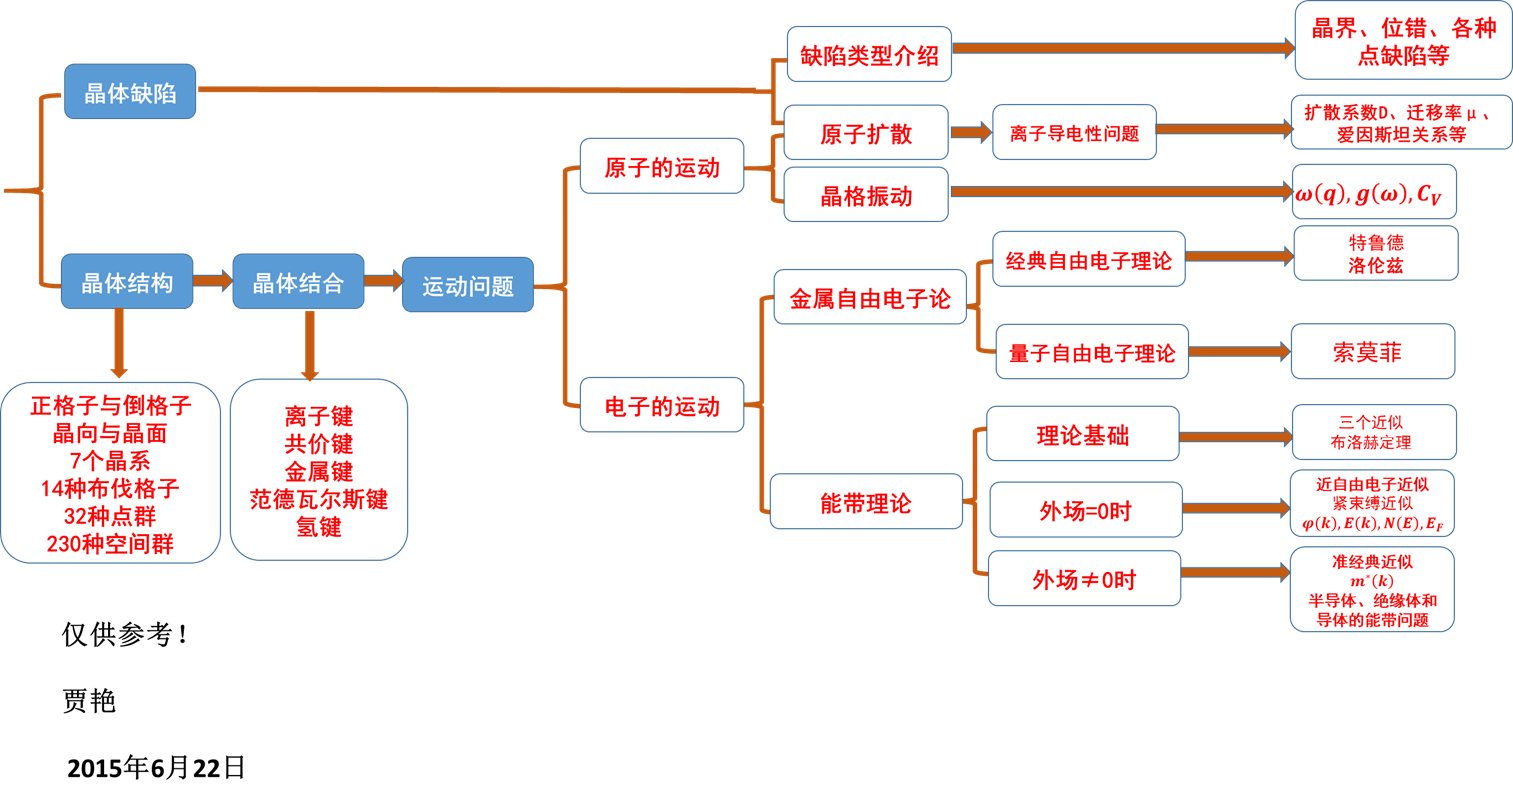 晶体缺陷
缺陷类型介绍
晶界、位错、各种
点缺陷等
原子扩散
离子导电性问题
扩散系数D、迁移率μ、
爱因斯坦关系等
原子的运动
晶格振动
ω(q), g(ω), C_V
晶体结构
晶体结合
运动问题
经典自由电子理论
特鲁德
洛伦兹
金属自由电子论
量子自由电子理论
索莫菲
电子的运动
理论基础
三个近似
布洛赫定理
能带理论
外场=0时
近自由电子近似
紧束缚近似
φ(k), E(k), N(E), E_F
外场≠0时
准经典近似
m*(k)
半导体、绝缘体和
导体的能带问题
正格子与倒格子
晶向与晶面
7个晶系
14种布伐格子
32种点群
230种空间群
离子键
共价键
金属键
范德瓦尔斯键
氢键
仅供参考!
贾艳
2015年6月22日